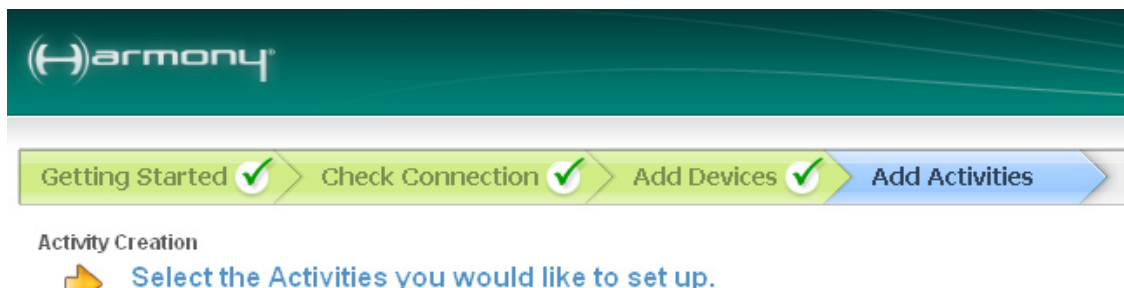 Harmony®
Getting Started Check Connection Add Devices Add Activities
Activity Creation
Select the Activities you would like to set up.